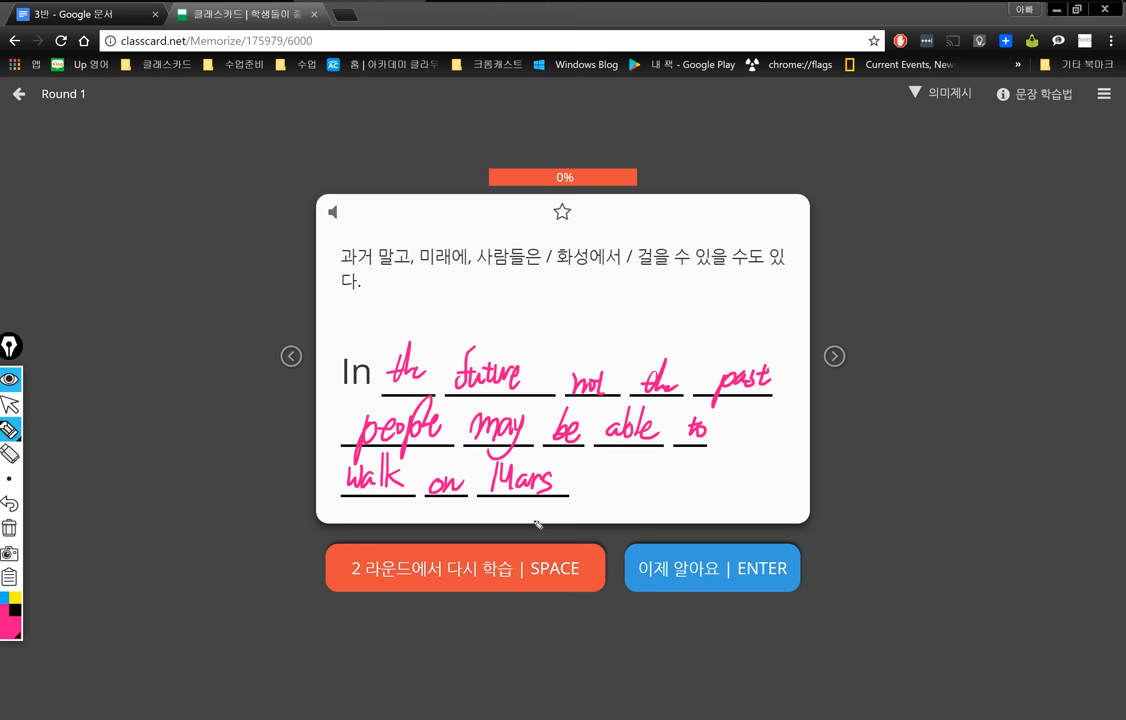 3반 - Google 문서
클래스카드 | 학생들이 줄
아빠
classcard.net/Memorize/175979/6000
앱 Up 영어 클래스카드 수업준비 수업 홈 | 아카데미 클라우 크롬캐스트 Windows Blog 내 책 - Google Play chrome://flags Current Events, New » 기타 북마크
Round 1
의미제시 문장 학습법
0%
과거 말고, 미래에, 사람들은 / 화성에서 / 걸을 수 있을 수도 있
다.
In the future not the past
people may be able to
walk on Mars
2 라운드에서 다시 학습 | SPACE 이제 알아요 | ENTER